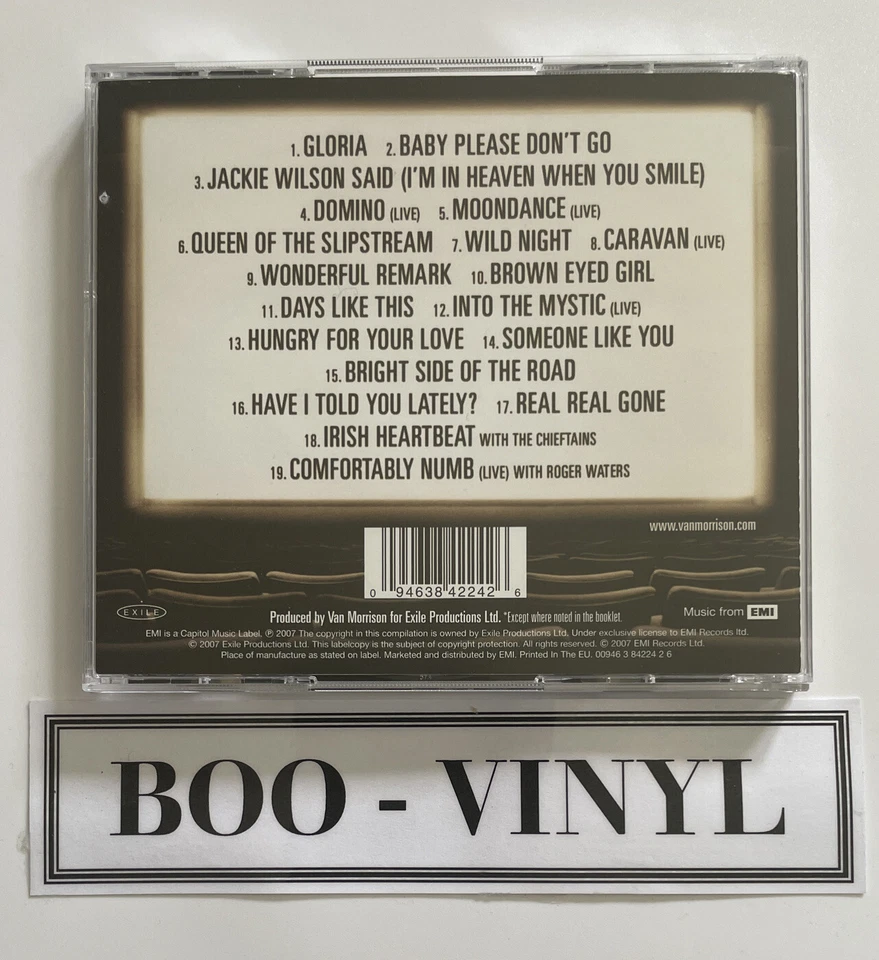 1. GLORIA 2. BABY PLEASE DON'T GO
3. JACKIE WILSON SAID (I'M IN HEAVEN WHEN YOU SMILE)
4. DOMINO (LIVE) 5. MOONDANCE (LIVE)
6. QUEEN OF THE SLIPSTREAM 7. WILD NIGHT 8. CARAVAN (LIVE)
9. WONDERFUL REMARK 10. BROWN EYED GIRL
11. DAYS LIKE THIS 12. INTO THE MYSTIC (LIVE)
13. HUNGRY FOR YOUR LOVE 14. SOMEONE LIKE YOU
15. BRIGHT SIDE OF THE ROAD
16. HAVE I TOLD YOU LATELY? 17. REAL REAL GONE
18. IRISH HEARTBEAT WITH THE CHIEFTAINS
19. COMFORTABLY NUMB (LIVE) WITH ROGER WATERS
www.vanmorrison.com
0 94638 42242 6
EXILE
Produced by Van Morrison for Exile Productions Ltd. *Except where noted in the booklet.
Music from EMI
EMI is a Capitol Music Label. ℗ 2007 The copyright in this compilation is owned by Exile Productions Ltd. Under exclusive license to EMI Records ltd.
© 2007 Exile Productions Ltd. This labelcopy is the subject of copyright protection. All rights reserved. © 2007 EMI Records Ltd.
Place of manufacture as stated on label. Marketed and distributed by EMI. Printed In The EU. 00946 3 84224 2 6
BOO - VINYL